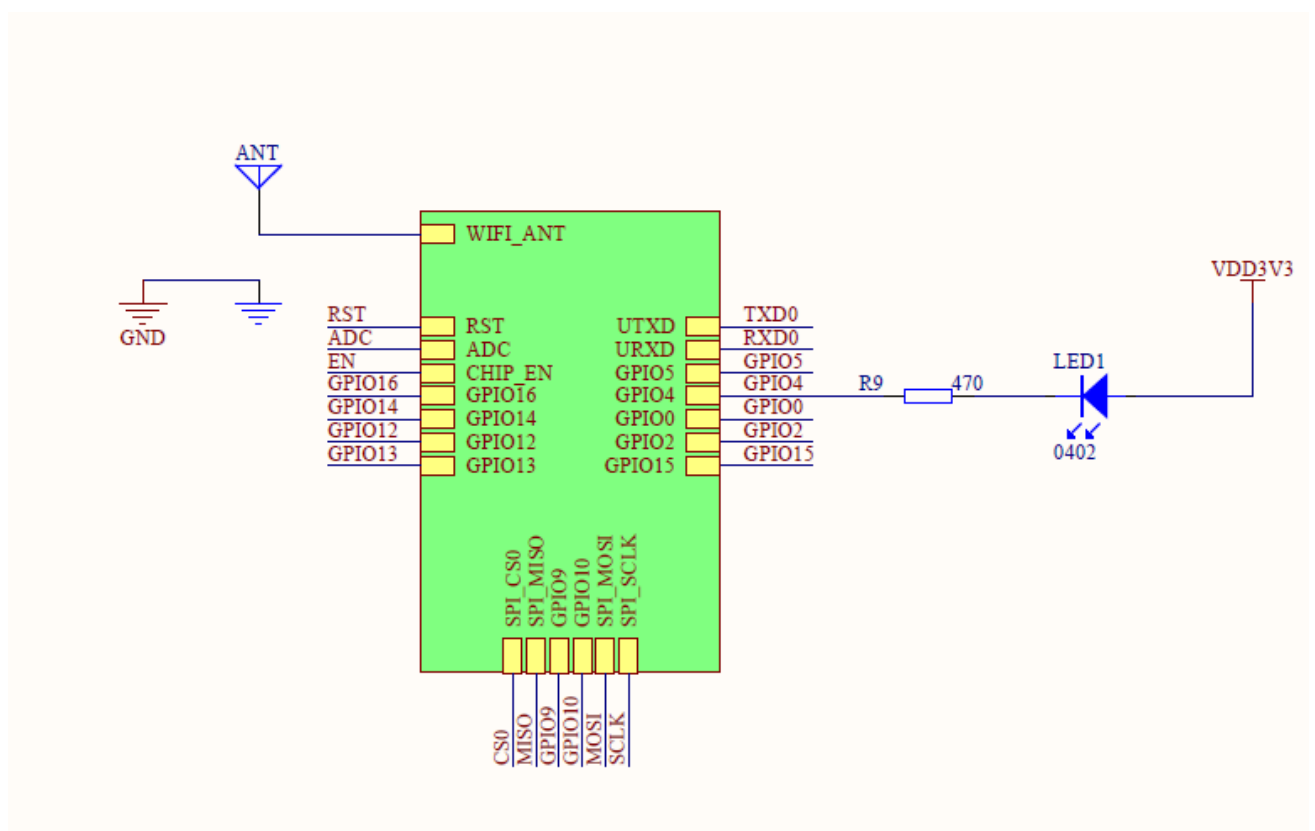 ANT
WIFI_ANT
VDD3V3
GND
RST
RST
UTXD
TXD0
ADC
ADC
URXD
RXD0
EN
CHIP_EN
GPIO5
GPIO5
LED1
GPIO16
GPIO16
GPIO4
GPIO4
R9
470
GPIO14
GPIO14
GPIO0
GPIO0
GPIO12
GPIO12
GPIO2
GPIO2
0402
GPIO13
GPIO13
GPIO15
GPIO15
SPI_CS0
SPI_MISO
GPIO9
GPIO10
SPI_MOSI
SPI_SCLK
CS0
MISO
GPIO9
GPIO10
MOSI
SCLK